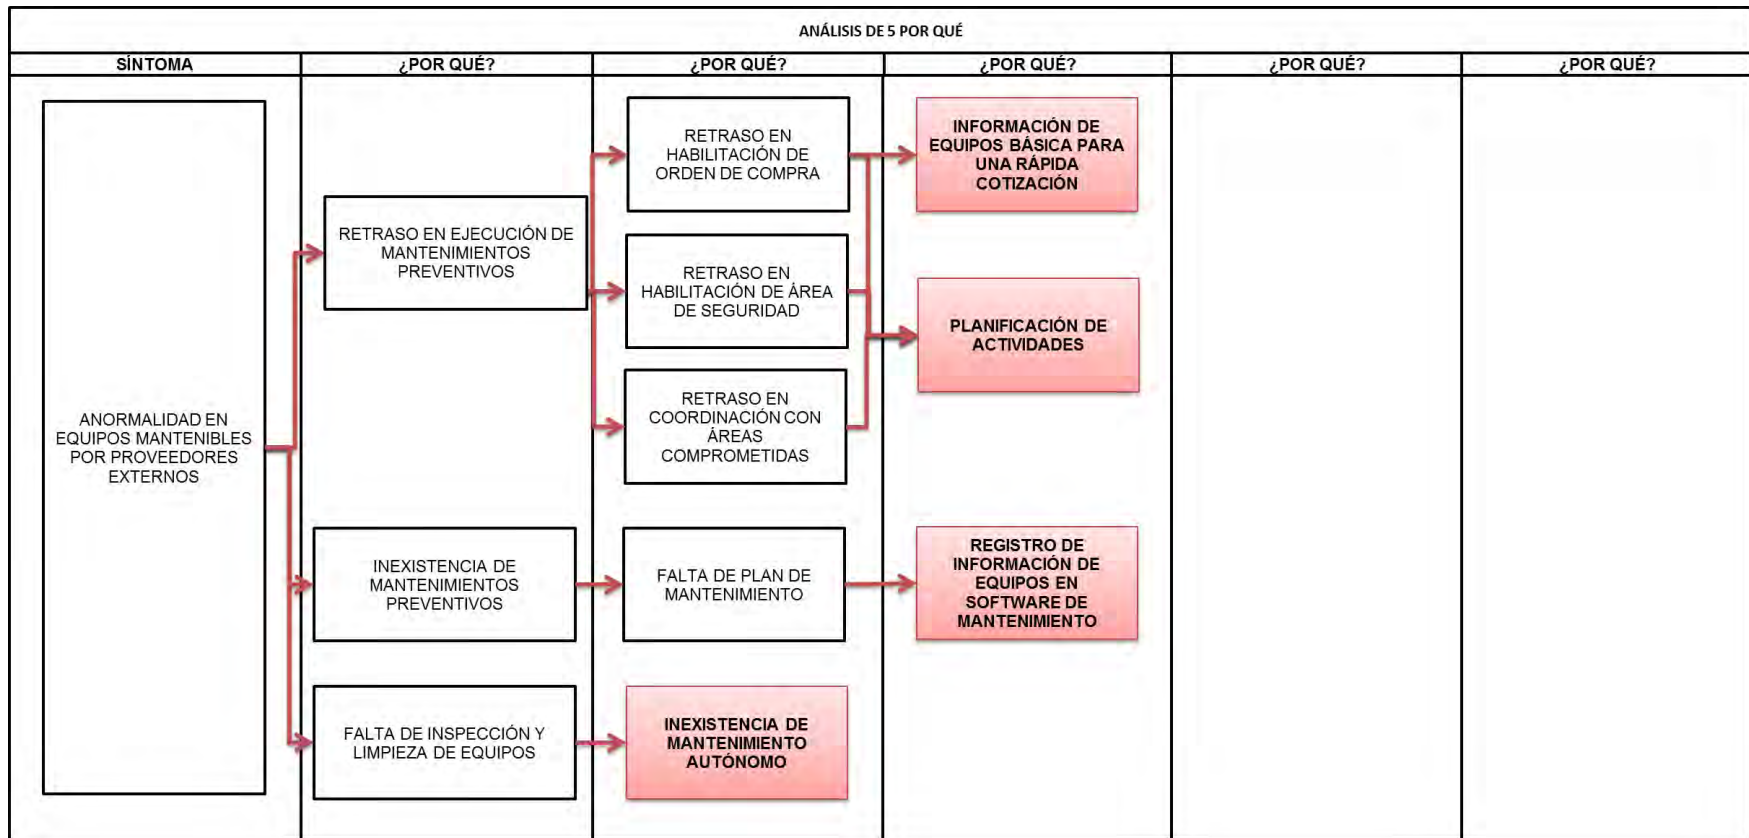 ANÁLISIS DE 5 POR QUÉ
SÍNTOMA
¿POR QUÉ?
¿POR QUÉ?
¿POR QUÉ?
¿POR QUÉ?
¿POR QUÉ?
ANORMALIDAD EN
EQUIPOS MANTENIBLES
POR PROVEEDORES
EXTERNOS
RETRASO EN EJECUCIÓN DE
MANTENIMIENTOS
PREVENTIVOS
RETRASO EN
HABILITACIÓN DE
ORDEN DE COMPRA
INFORMACIÓN DE
EQUIPOS BÁSICA PARA
UNA RÁPIDA
COTIZACIÓN
RETRASO EN
HABILITACIÓN DE ÁREA
DE SEGURIDAD
PLANIFICACIÓN DE
ACTIVIDADES
RETRASO EN
COORDINACIÓN CON
ÁREAS
COMPROMETIDAS
INEXISTENCIA DE
MANTENIMIENTOS
PREVENTIVOS
FALTA DE PLAN DE
MANTENIMIENTO
REGISTRO DE
INFORMACIÓN DE
EQUIPOS EN
SOFTWARE DE
MANTENIMIENTO
FALTA DE INSPECCIÓN Y
LIMPIEZA DE EQUIPOS
INEXISTENCIA DE
MANTENIMIENTO
AUTÓNOMO